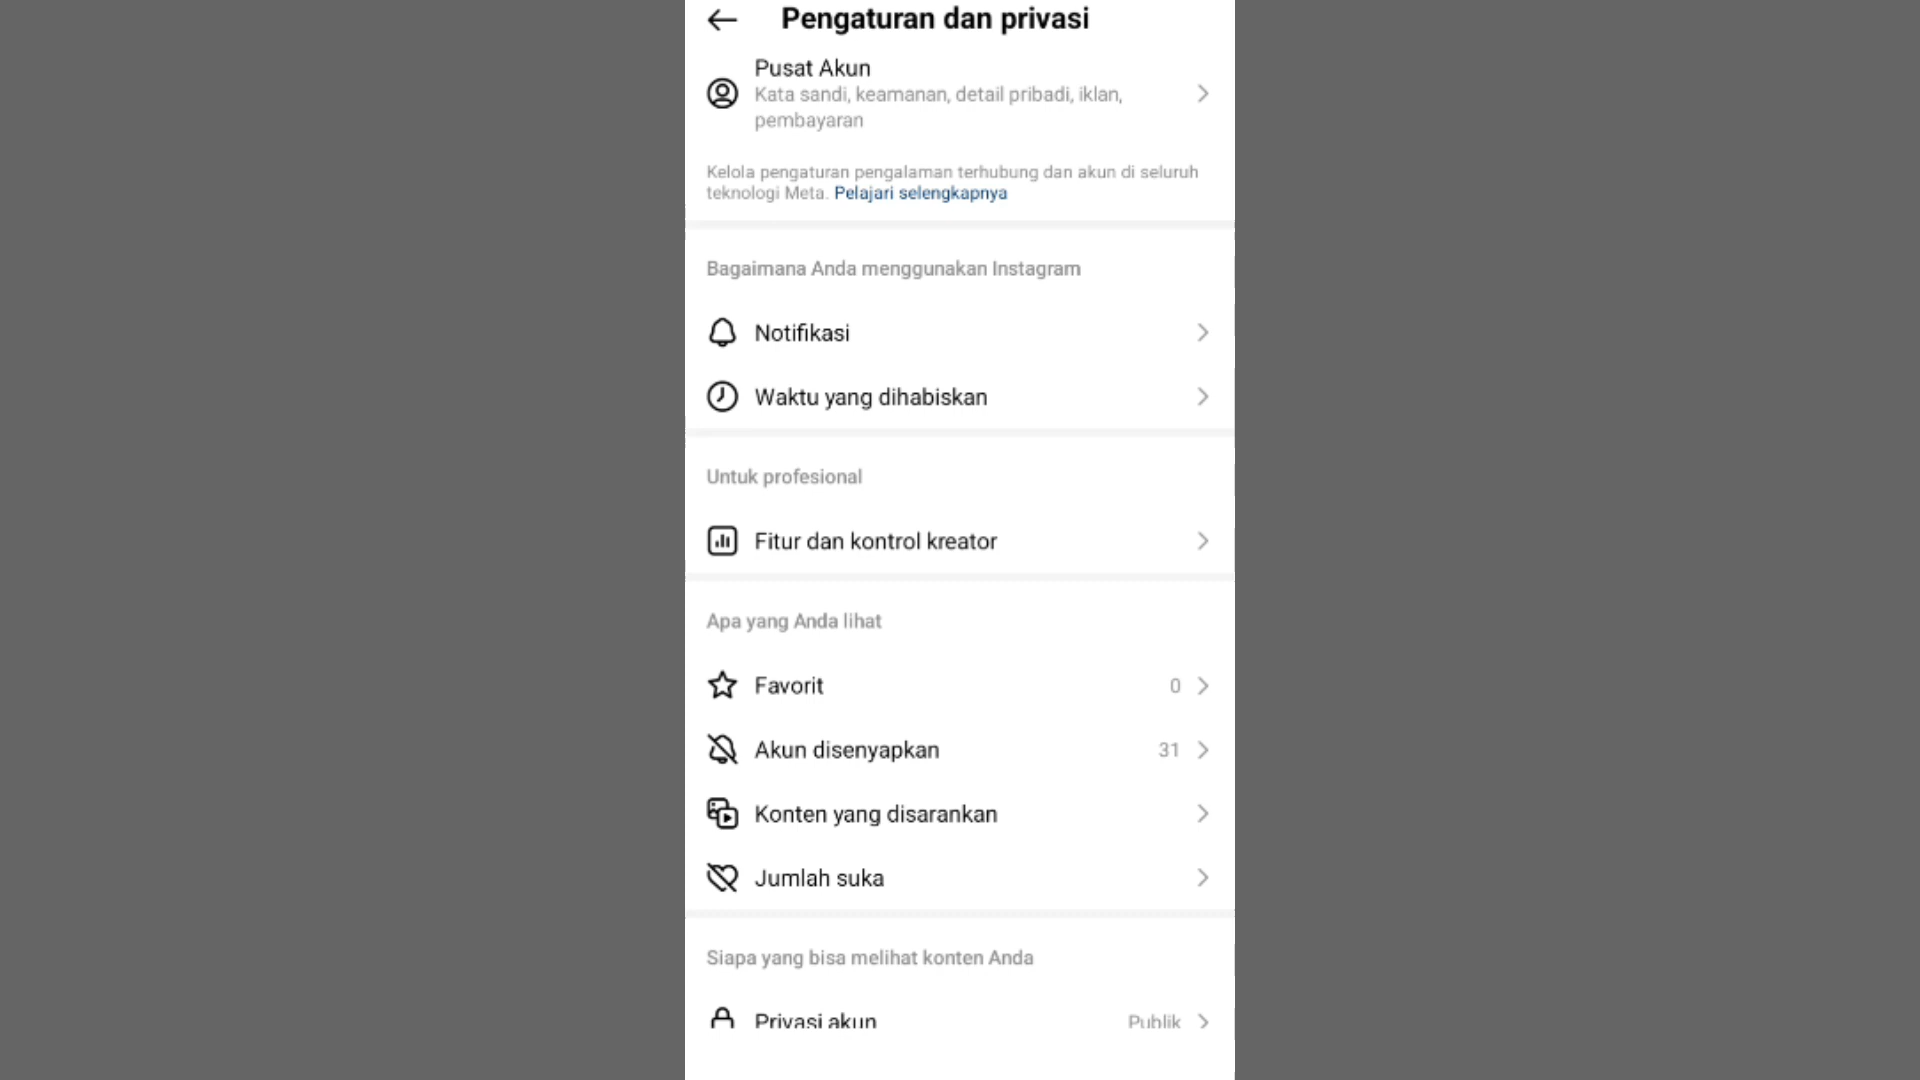 Pengaturan dan privasi
Pusat Akun
Kata sandi, keamanan, detail pribadi, iklan,
pembayaran
Kelola pengaturan pengalaman terhubung dan akun di seluruh
teknologi Meta. Pelajari selengkapnya
Bagaimana Anda menggunakan Instagram
Notifikasi
Waktu yang dihabiskan
Untuk profesional
Fitur dan kontrol kreator
Apa yang Anda lihat
Favorit 0
Akun disenyapkan 31
Konten yang disarankan
Jumlah suka
Siapa yang bisa melihat konten Anda
Privasi akun Publik